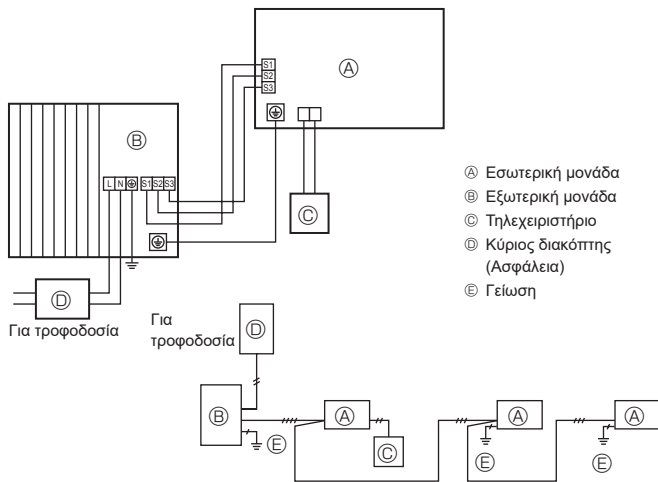 S1
S2
S3
Ⓐ
Ⓑ
L N S1 S2 S3
Ⓒ
Ⓓ
Για τροφοδοσία
Ⓐ Εσωτερική μονάδα
Ⓑ Εξωτερική μονάδα
Ⓒ Τηλεχειριστήριο
Ⓓ Κύριος διακόπτης
(Ασφάλεια)
Ⓔ Γείωση
Για
τροφοδοσία
Ⓓ
Ⓑ
Ⓔ
Ⓐ
Ⓒ
Ⓐ
Ⓔ
Ⓐ
Ⓔ